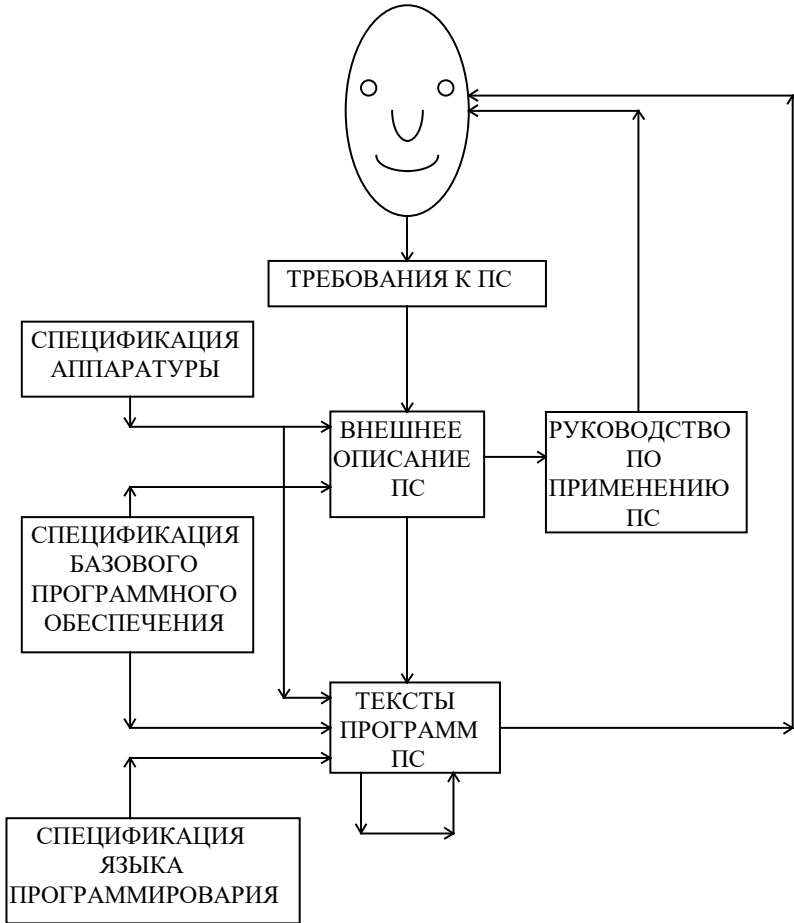 ТРЕБОВАНИЯ К ПС
СПЕЦИФИКАЦИЯ
АППАРАТУРЫ
ВНЕШНЕЕ
ОПИСАНИЕ
ПС
РУКОВОДСТВО
ПО
ПРИМЕНЕНИЮ
ПС
СПЕЦИФИКАЦИЯ
БАЗОВОГО
ПРОГРАММНОГО
ОБЕСПЕЧЕНИЯ
ТЕКСТЫ
ПРОГРАММ
ПС
СПЕЦИФИКАЦИЯ
ЯЗЫКА
ПРОГРАММИРОВАРИЯ